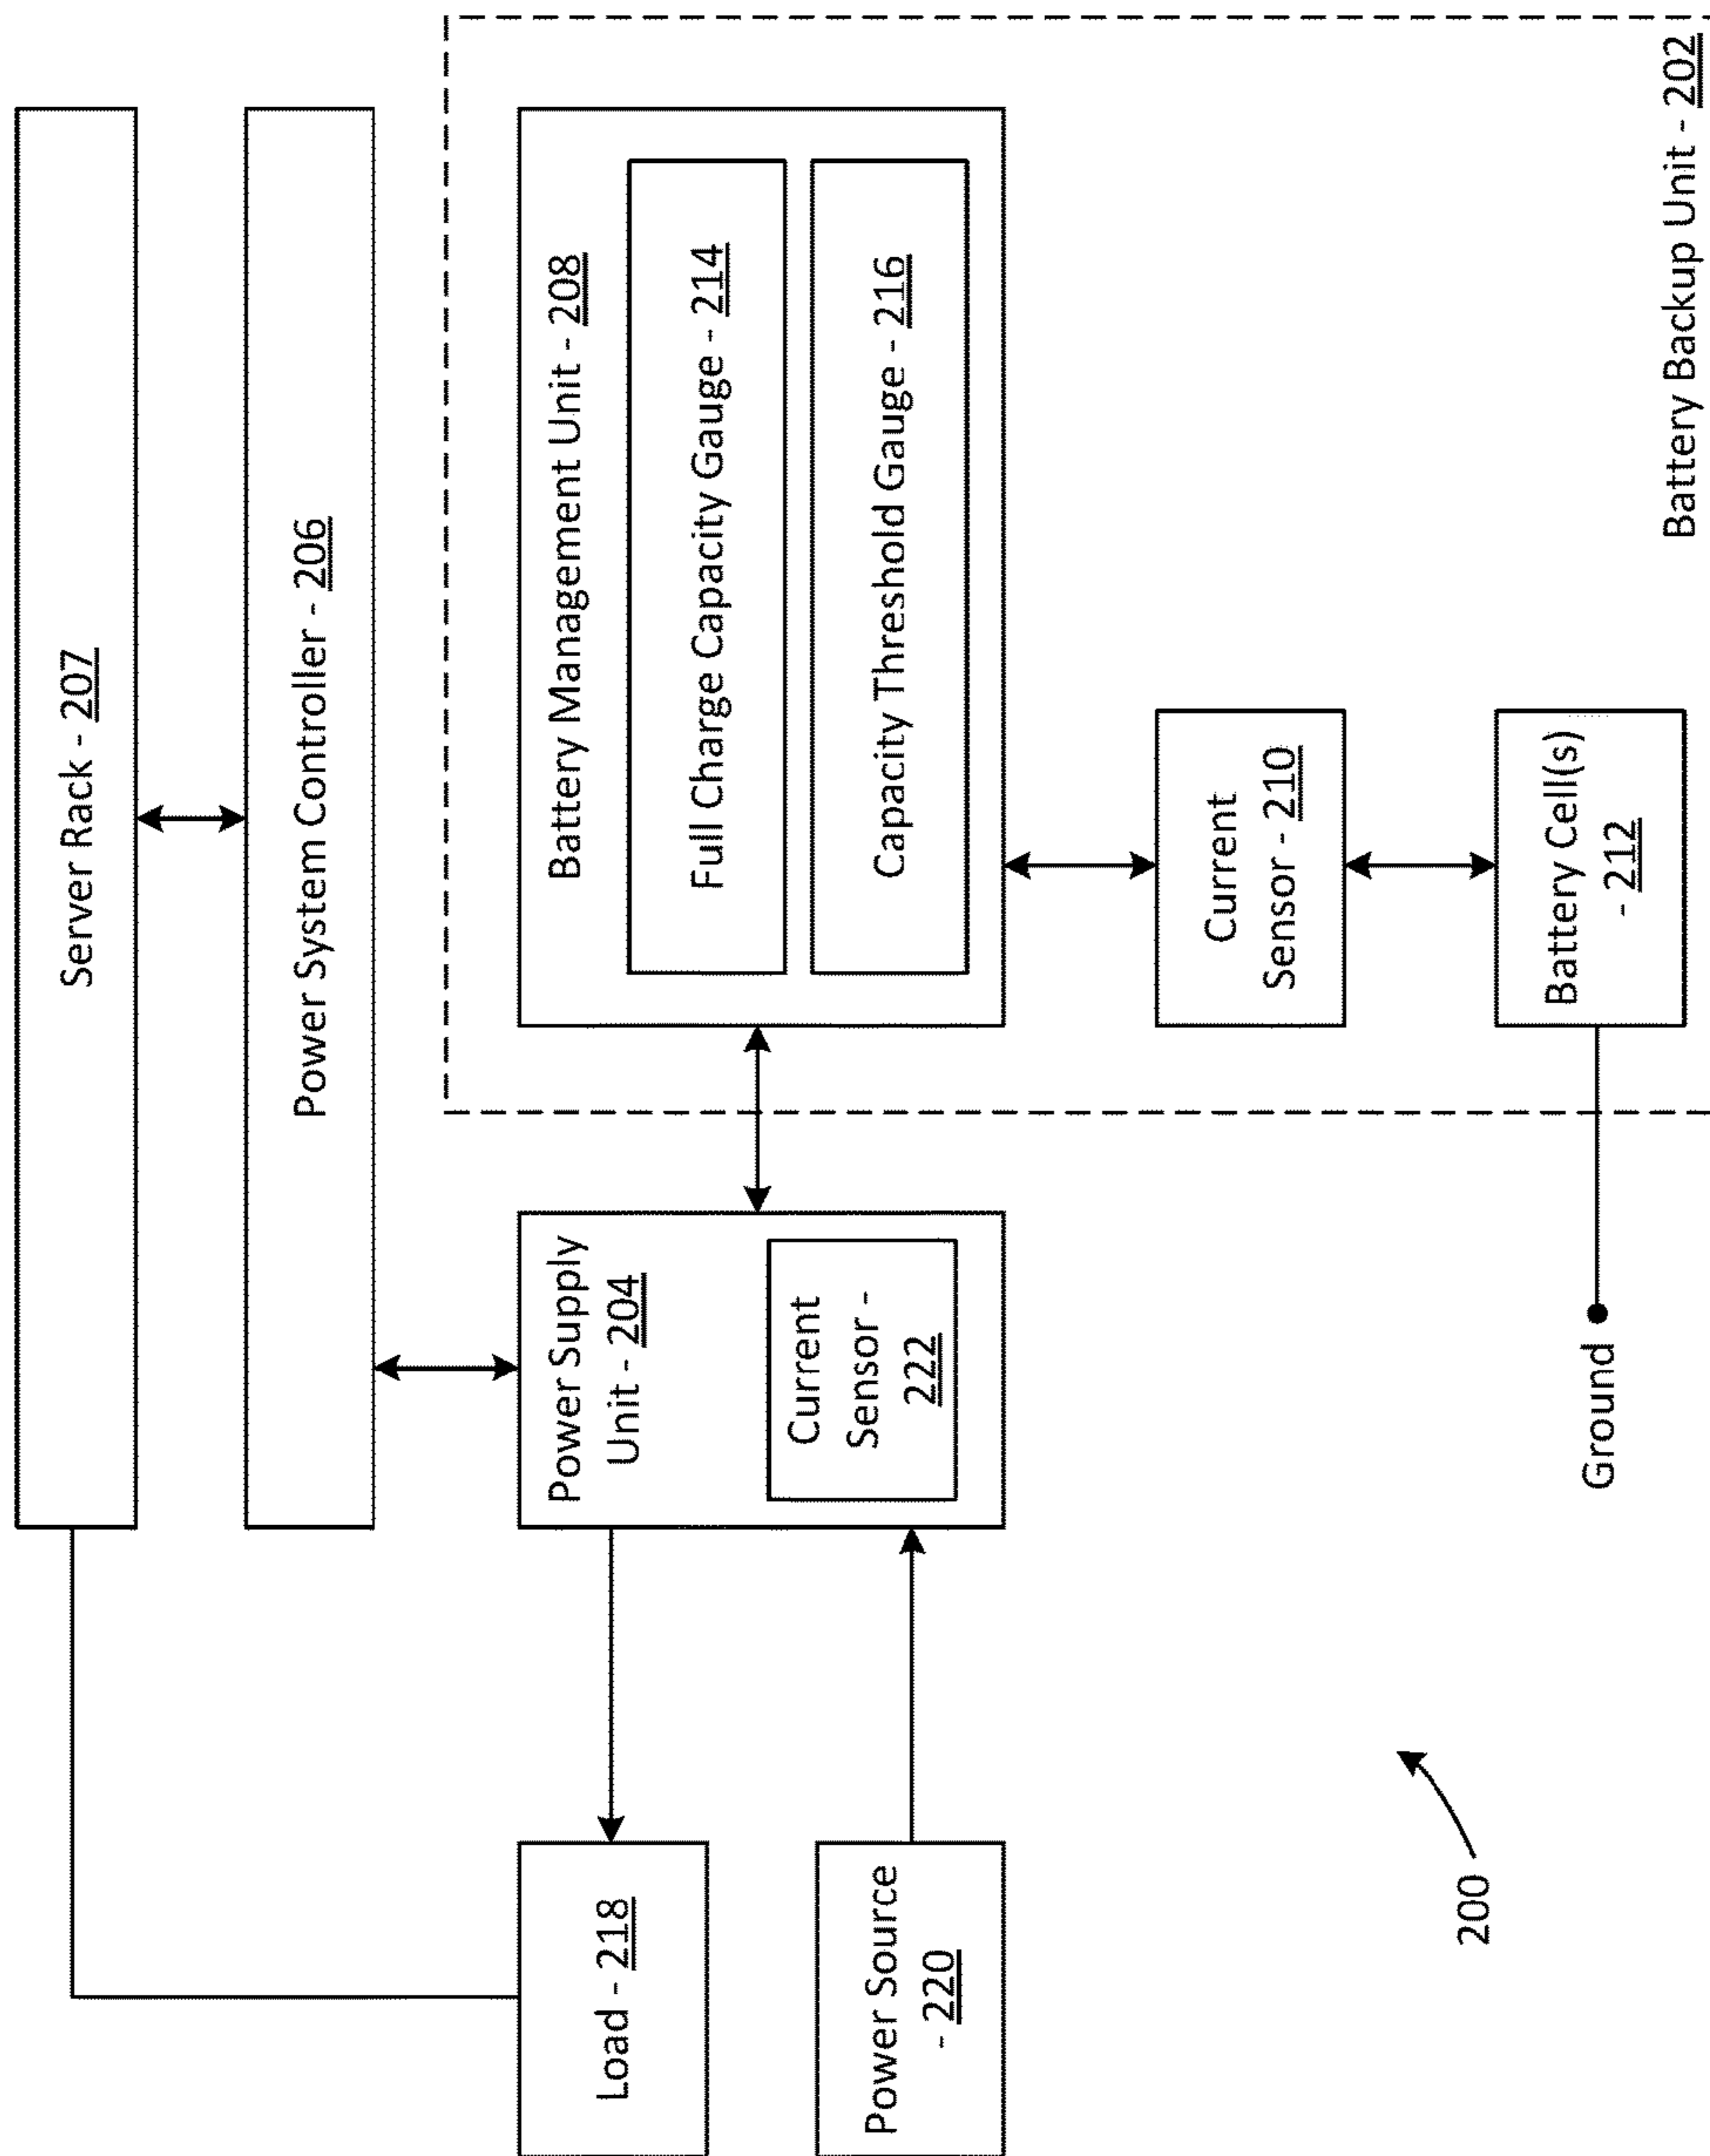 Server Rack - 207
Power System Controller - 206
Load - 218
Power Source
- 220
Power Supply
Unit - 204
Current
Sensor -
222
Battery Management Unit - 208
Full Charge Capacity Gauge - 214
Capacity Threshold Gauge - 216
Current
Sensor - 210
Battery Cell(s)
- 212
Ground
200
Battery Backup Unit - 202